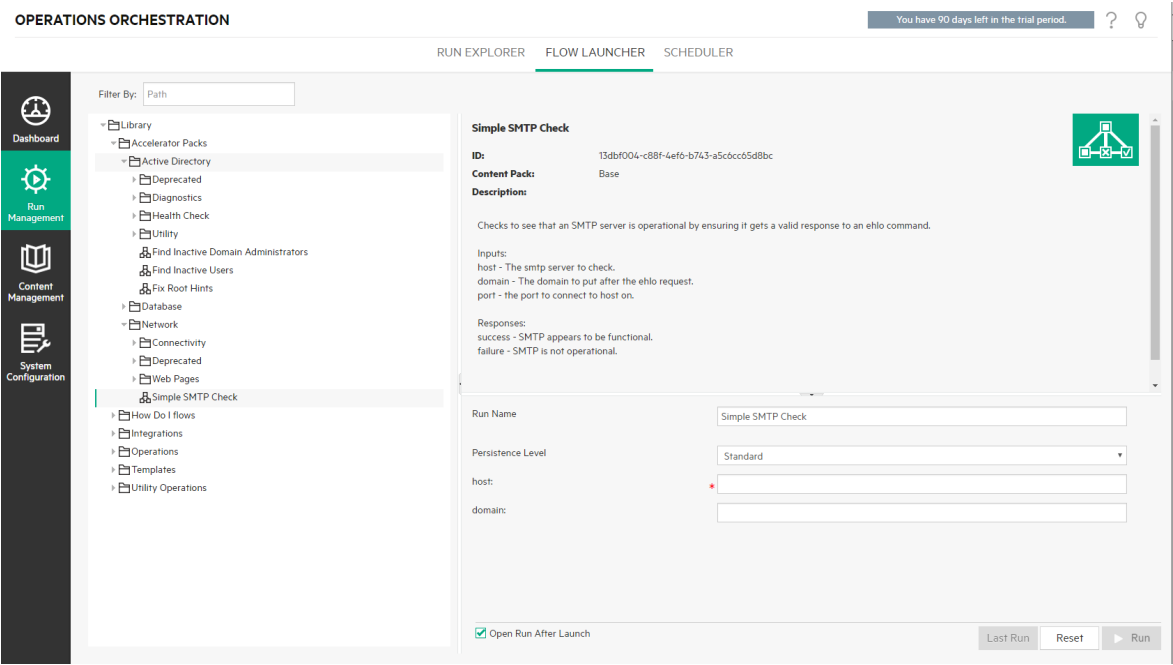 OPERATIONS ORCHESTRATION
You have 90 days left in the trial period.
RUN EXPLORER FLOW LAUNCHER SCHEDULER
Dashboard
Run
Management
Content
Management
System
Configuration
Filter By: Path
Library
Accelerator Packs
Active Directory
Deprecated
Diagnostics
Health Check
Utility
Find Inactive Domain Administrators
Find Inactive Users
Fix Root Hints
Database
Network
Connectivity
Deprecated
Web Pages
Simple SMTP Check
How Do I flows
Integrations
Operations
Templates
Utility Operations
Simple SMTP Check
ID: 13dbf004-c88f-4ef6-b743-a5c6cc65d8bc
Content Pack: Base
Description:
Checks to see that an SMTP server is operational by ensuring it gets a valid response to an ehlo command.
Inputs:
host - The smtp server to check.
domain - The domain to put after the ehlo request.
port - the port to connect to host on.
Responses:
success - SMTP appears to be functional.
failure - SMTP is not operational.
Run Name Simple SMTP Check
Persistence Level Standard
host: *
domain:
Open Run After Launch
Last Run Reset Run